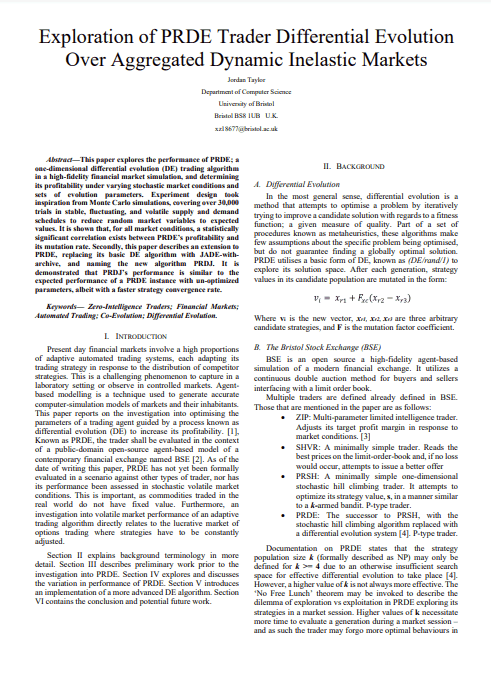 Exploration of PRDE Trader Differential Evolution
Over Aggregated Dynamic Inelastic Markets
Jordan Taylor
Department of Computer Science
University of Bristol
Bristol BS8 1UB U.K.
xzl8677@bristol.ac.uk
Abstract—This paper explores the performance of PRDE; a
one-dimensional differential evolution (DE) trading algorithm
in a high-fidelity financial market simulation, and determining
its profitability under varying stochastic market conditions and
sets of evolution parameters. Experiment design took
inspiration from Monte Carlo simulations, covering over 30,000
trials in stable, fluctuating, and volatile supply and demand
schedules to reduce random market variables to expected
values. It is shown that, for all market conditions, a statistically
significant correlation exists between PRDE's profitability and
its mutation rate. Secondly, this paper describes an extension to
PRDE, replacing its basic DE algorithm with JADE-with-
archive, and naming the new algorithm PRDJ. It is
demonstrated that PRDJ's performance is similar to the
expected performance of a PRDE instance with un-optimized
parameters, albeit with a faster strategy convergence rate.
Keywords— Zero-Intelligence Traders; Financial Markets;
Automated Trading; Co-Evolution; Differential Evolution.
I. INTRODUCTION
Present day financial markets involve a high proportions
of adaptive automated trading systems, each adapting its
trading strategy in response to the distribution of competitor
strategies. This is a challenging phenomenon to capture in a
laboratory setting or observe in controlled markets. Agent-
based modelling is a technique used to generate accurate
computer-simulation models of markets and their inhabitants.
This paper reports on the investigation into optimising the
parameters of a trading agent guided by a process known as
differential evolution (DE) to increase its profitability. [1].
Known as PRDE, the trader shall be evaluated in the context
of a public-domain open-source agent-based model of a
contemporary financial exchange named BSE [2]. As of the
date of writing this paper, PRDE has not yet been formally
evaluated in a scenario against other types of trader, nor has
its performance been assessed in stochastic volatile market
conditions. This is important, as commodities traded in the
real world do not have fixed value. Furthermore, an
investigation into volatile market performance of an adaptive
trading algorithm directly relates to the lucrative market of
options trading where strategies have to be constantly
adjusted.
Section II explains background terminology in more
detail. Section III describes preliminary work prior to the
investigation into PRDE. Section IV explores and discusses
the variation in performance of PRDE. Section V introduces
an implementation of a more advanced DE algorithm. Section
VI contains the conclusion and potential future work.
II. BACKGROUND
A. Differential Evolution
In the most general sense, differential evolution is a
method that attempts to optimise a problem by iteratively
trying to improve a candidate solution with regards to a fitness
function; a given measure of quality. Part of a set of
procedures known as metaheuristics, these algorithms make
few assumptions about the specific problem being optimised,
but do not guarantee finding a globally optimal solution.
PRDE utilises a basic form of DE, known as (DE/rand/1) to
explore its solution space. After each generation, strategy
values in its candidate population are mutated in the form:
vᵢ = xr1 + Fₛc(xr2 − xr3)
Where vi is the new vector, xr1, xr2, xr3 are three arbitrary
candidate strategies, and F is the mutation factor coefficient.
B. The Bristol Stock Exchange (BSE)
BSE is an open source a high-fidelity agent-based
simulation of a modern financial exchange. It utilizes a
continuous double auction method for buyers and sellers
interfacing with a limit order book.
Multiple traders are defined already defined in BSE.
Those that are mentioned in the paper are as follows:
• ZIP: Multi-parameter limited intelligence trader.
Adjusts its target profit margin in response to
market conditions. [3]
• SHVR: A minimally simple trader. Reads the
best prices on the limit-order-book and, if no loss
would occur, attempts to issue a better offer
• PRSH: A minimally simple one-dimensional
stochastic hill climbing trader. It attempts to
optimize its strategy value, s, in a manner similar
to a k-armed bandit. P-type trader.
• PRDE: The successor to PRSH, with the
stochastic hill climbing algorithm replaced with
a differential evolution system [4]. P-type trader.
Documentation on PRDE states that the strategy
population size k (formally described as NP) may only be
defined for k >= 4 due to an otherwise insufficient search
space for effective differential evolution to take place [4].
However, a higher value of k is not always more effective. The
'No Free Lunch' theorem may be invoked to describe the
dilemma of exploration vs exploitation in PRDE exploring its
strategies in a market session. Higher values of k necessitate
more time to evaluate a generation during a market session –
and as such the trader may forgo more optimal behaviours in